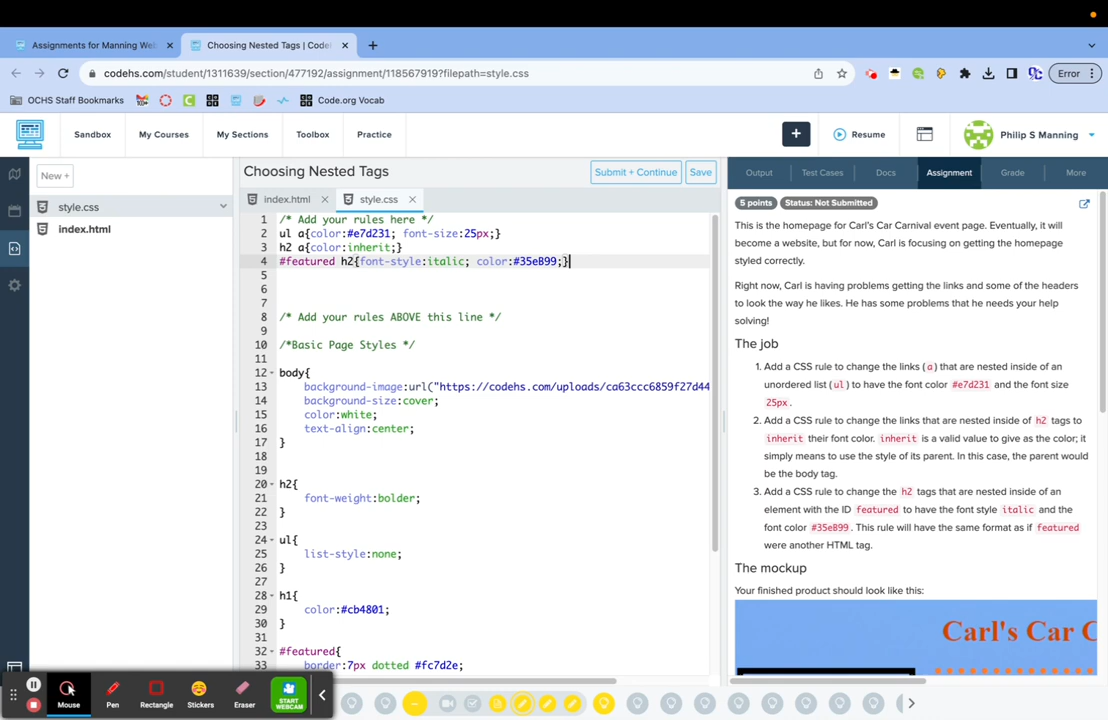 Assignments for Manning Web
Choosing Nested Tags | CodeH
codehs.com/student/1311639/section/477192/assignment/118567919?filepath=style.css
Error
OCHS Staff Bookmarks
Code.org Vocab
Sandbox
My Courses
My Sections
Toolbox
Practice
+
Resume
Philip S Manning
New +
style.css
index.html
Choosing Nested Tags
Submit + Continue
Save
index.html
style.css
1 /* Add your rules here */
2 ul a{color:#e7d231; font-size:25px;}
3 h2 a{color:inherit;}
4 #featured h2{font-style:italic; color:#35eB99;}
5
6
7
8 /* Add your rules ABOVE this line */
9
10 /*Basic Page Styles */
11
12 body{
13 background-image:url("https://codehs.com/uploads/ca63ccc6859f27d44
14 background-size:cover;
15 color:white;
16 text-align:center;
17 }
18
19
20 h2{
21 font-weight:bolder;
22 }
23
24 ul{
25 list-style:none;
26 }
27
28 h1{
29 color:#cb4801;
30 }
31
32 #featured{
33 border:7px dotted #fc7d2e;
Output
Test Cases
Docs
Assignment
Grade
More
5 points
Status: Not Submitted
This is the homepage for Carl's Car Carnival event page. Eventually, it will
become a website, but for now, Carl is focusing on getting the homepage
styled correctly.
Right now, Carl is having problems getting the links and some of the headers
to look the way he likes. He has some problems that he needs your help
solving!
The job
1. Add a CSS rule to change the links (a) that are nested inside of an
unordered list (ul) to have the font color #e7d231 and the font size
25px.
2. Add a CSS rule to change the links that are nested inside of h2 tags to
inherit their font color. inherit is a valid value to give as the color; it
simply means to use the style of its parent. In this case, the parent would
be the body tag.
3. Add a CSS rule to change the h2 tags that are nested inside of an
element with the ID featured to have the font style italic and the
font color #35eB99. This rule will have the same format as if featured
were another HTML tag.
The mockup
Your finished product should look like this:
Carl's Car C
Mouse
Pen
Rectangle
Stickers
Eraser
START
WEBCAM